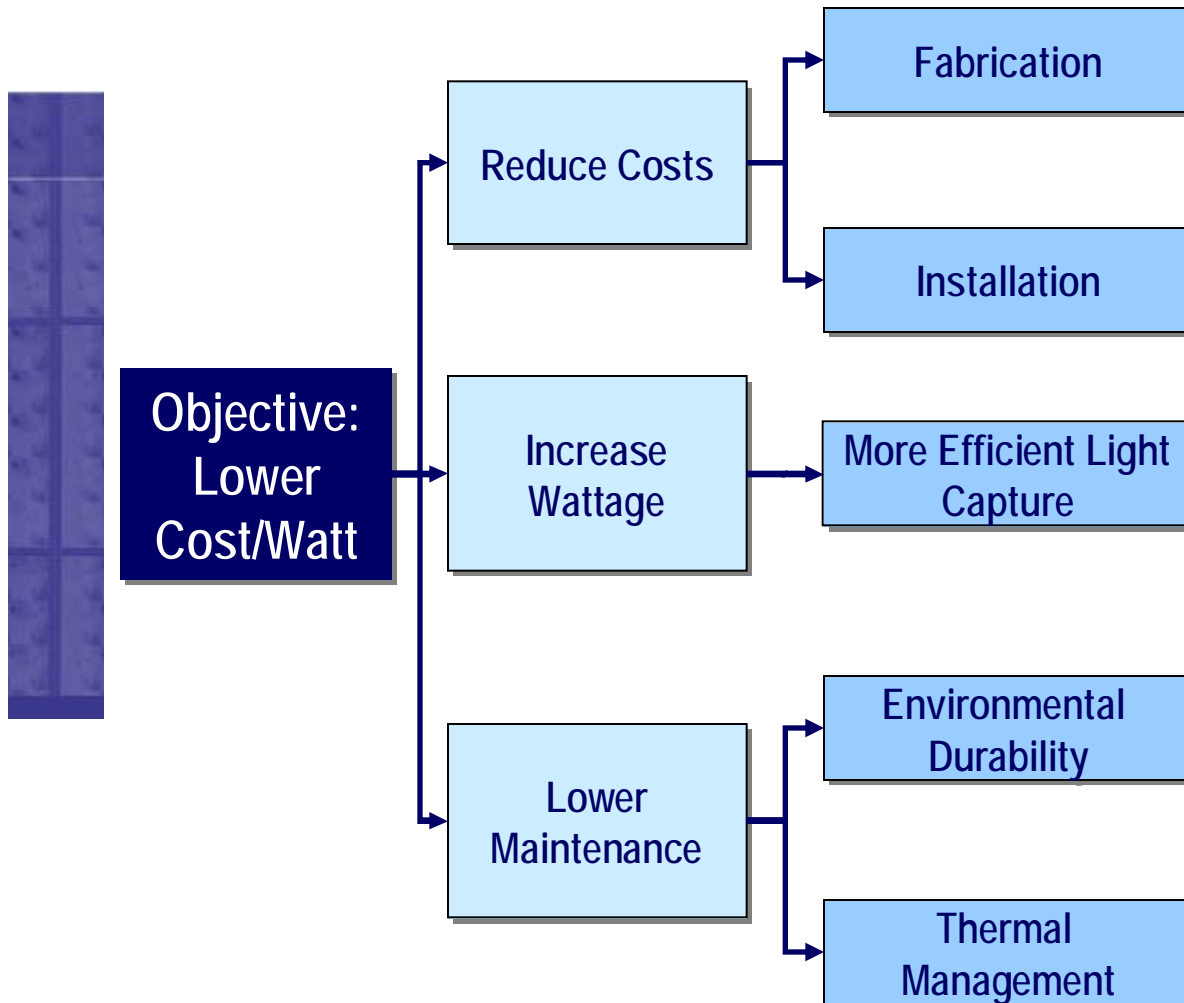 Objective:
Lower
Cost/Watt
Reduce Costs
Fabrication
Installation
Increase
Wattage
More Efficient Light
Capture
Lower
Maintenance
Environmental
Durability
Thermal
Management